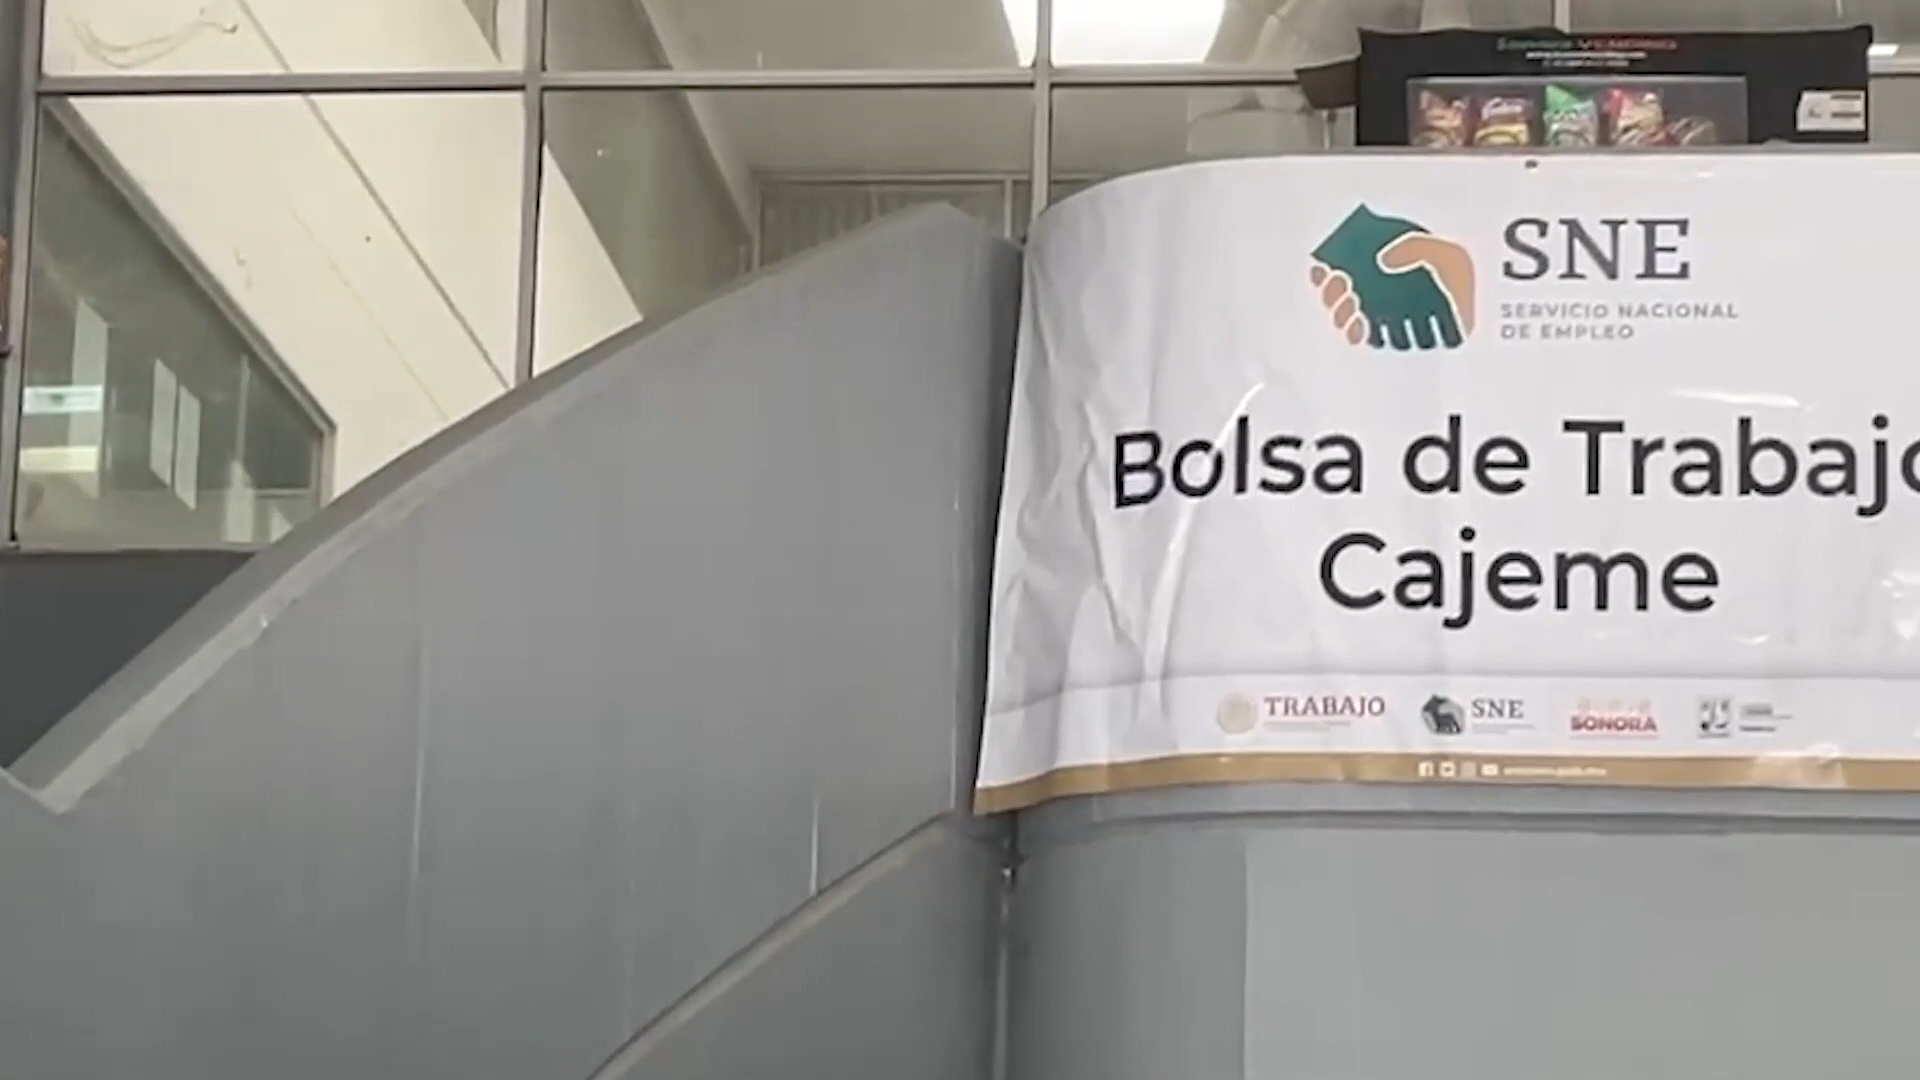 SNE
SERVICIO NACIONAL
DE EMPLEO
Bolsa de Trabajo
Cajeme
TRABAJO
SNE
SONORA